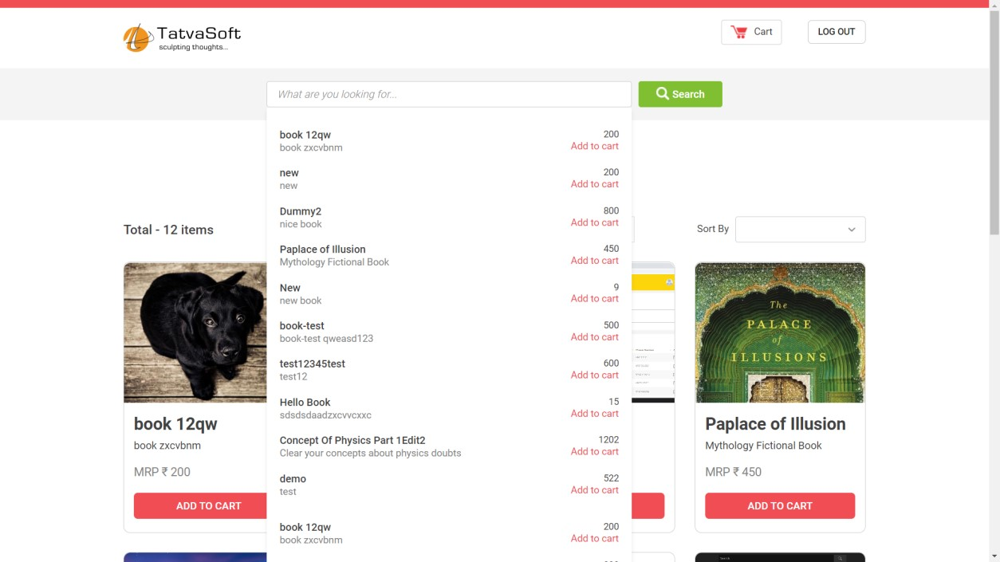 TatvaSoft
sculpting thoughts...
Cart
LOG OUT
What are you looking for...
Search
book 12qw 200
book zxcvbnm Add to cart
new 200
new Add to cart
Dummy2 800
nice book Add to cart
Paplace of Illusion 450
Mythology Fictional Book Add to cart
New 9
new book Add to cart
book-test 500
book-test qweasd123 Add to cart
test12345test 600
test12 Add to cart
Hello Book 15
sdsdsdaadzxcvvcxxc Add to cart
Concept Of Physics Part 1Edit2 1202
Clear your concepts about physics doubts Add to cart
demo 522
test Add to cart
book 12qw 200
book zxcvbnm Add to cart
Total - 12 items
Sort By
book 12qw
book zxcvbnm
MRP ₹ 200
ADD TO CART
The
PALACE
of
ILLUSIONS
Paplace of Illusion
Mythology Fictional Book
MRP ₹ 450
ADD TO CART